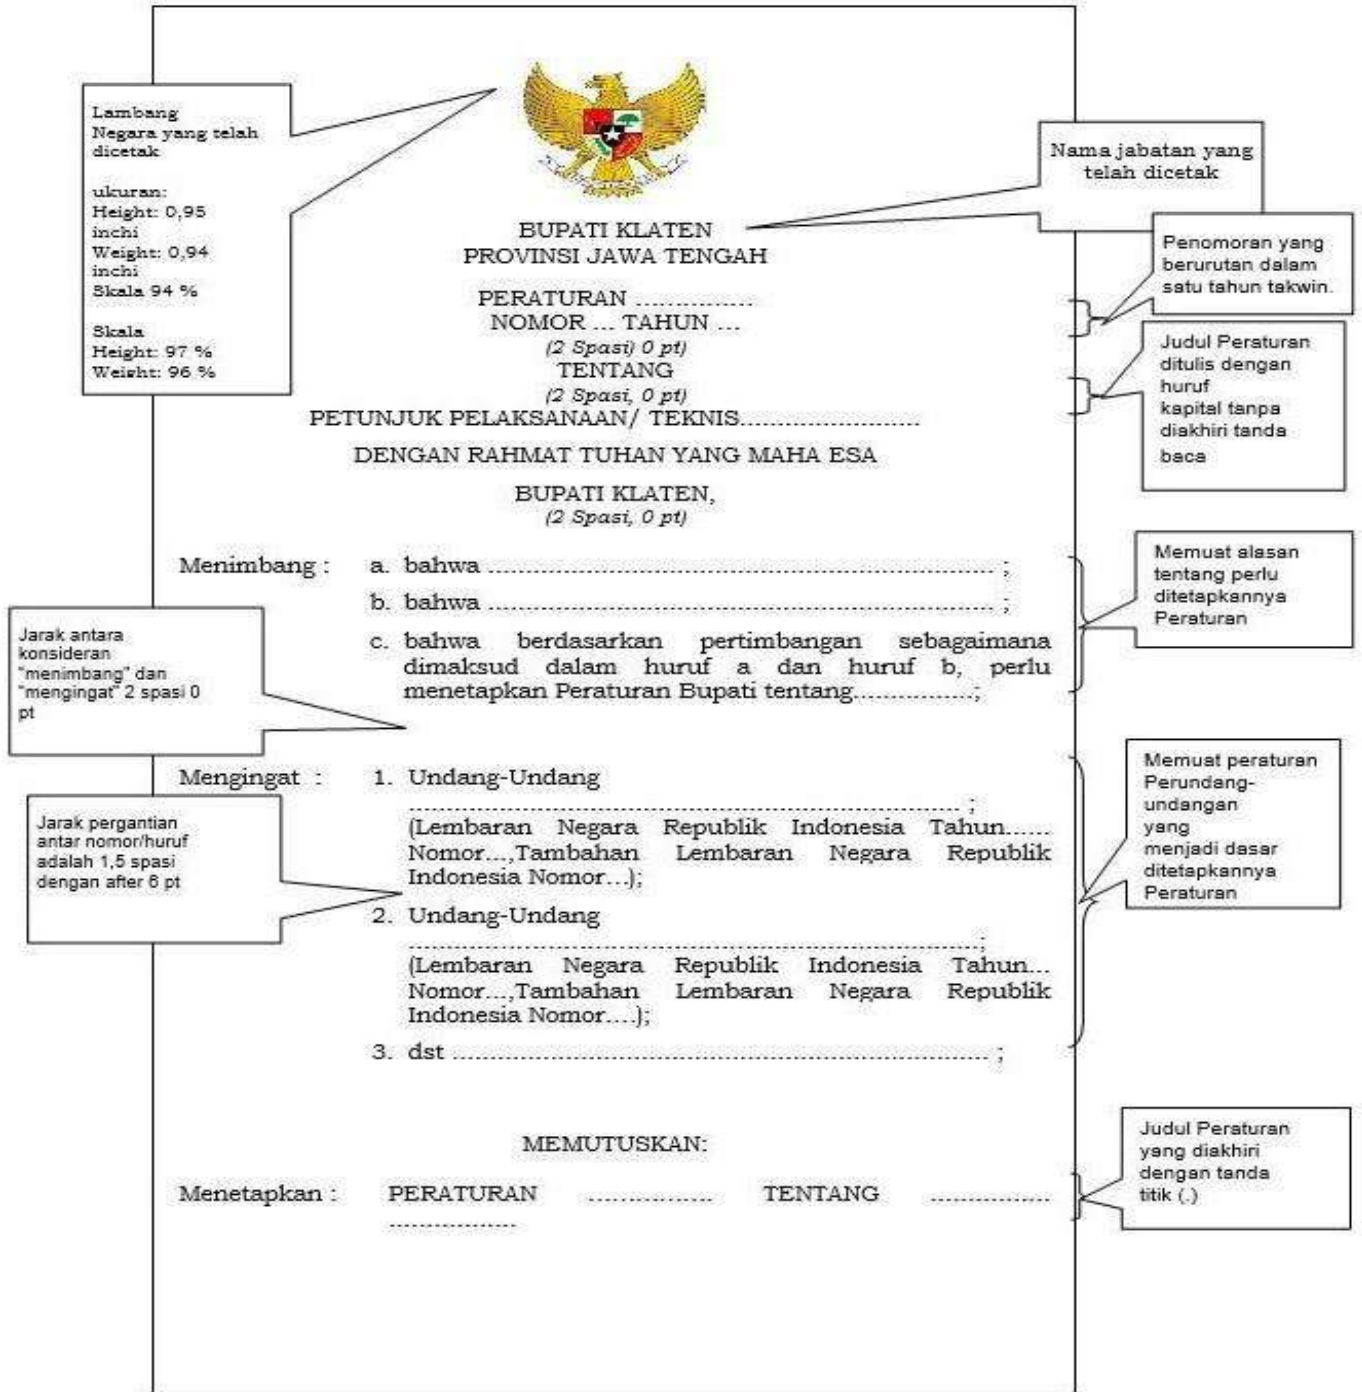 Lambang
Negara yang telah
dicetak
ukuran:
Height: 0,95
inchi
Weight: 0,94
inchi
Skala 94 %
Skala
Height: 97 %
Weight: 96 %
Nama jabatan yang
telah dicetak
BUPATI KLATEN
PROVINSI JAWA TENGAH
Penomoran yang
berurutan dalam
satu tahun takwin.
PERATURAN ................
NOMOR ... TAHUN ...
(2 Spasi) 0 pt)
TENTANG
(2 Spasi, 0 pt)
PETUNJUK PELAKSANAAN/ TEKNIS.........................
Judul Peraturan
ditulis dengan
huruf
kapital tanpa
diakhiri tanda
baca
DENGAN RAHMAT TUHAN YANG MAHA ESA
BUPATI KLATEN,
(2 Spasi, 0 pt)
Menimbang : a. bahwa ..................................................................... ;
b. bahwa ..................................................................... ;
c. bahwa berdasarkan pertimbangan sebagaimana
dimaksud dalam huruf a dan huruf b, perlu
menetapkan Peraturan Bupati tentang................;
Memuat alasan
tentang perlu
ditetapkannya
Peraturan
Jarak antara
konsideran
"menimbang" dan
"mengingat" 2 spasi 0
pt
Mengingat : 1. Undang-Undang
........................................................................... ;
(Lembaran Negara Republik Indonesia Tahun......
Nomor...,Tambahan Lembaran Negara Republik
Indonesia Nomor...);
2. Undang-Undang
.............................................................................;
(Lembaran Negara Republik Indonesia Tahun...
Nomor...,Tambahan Lembaran Negara Republik
Indonesia Nomor....);
3. dst ......................................................................... ;
Jarak pergantian
antar nomor/huruf
adalah 1,5 spasi
dengan after 6 pt
Memuat peraturan
Perundang-
undangan
yang
menjadi dasar
ditetapkannya
Peraturan
MEMUTUSKAN:
Menetapkan : PERATURAN ................. TENTANG ................
.................
Judul Peraturan
yang diakhiri
dengan tanda
titik (.)